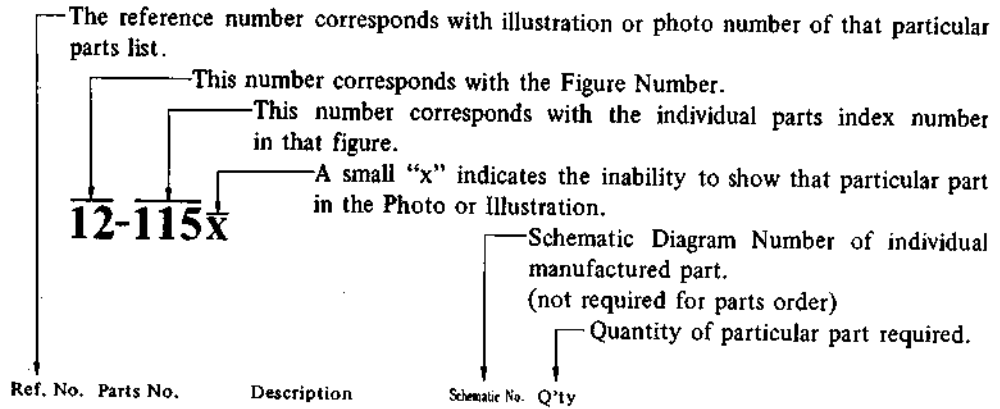 The reference number corresponds with illustration or photo number of that particular
parts list.
This number corresponds with the Figure Number.
This number corresponds with the individual parts index number
in that figure.
A small “x” indicates the inability to show that particular part
in the Photo or Illustration.
12-115x
Schematic Diagram Number of individual
manufactured part.
(not required for parts order)
Quantity of particular part required.
Ref. No. Parts No. Description Schematic No. Q'ty